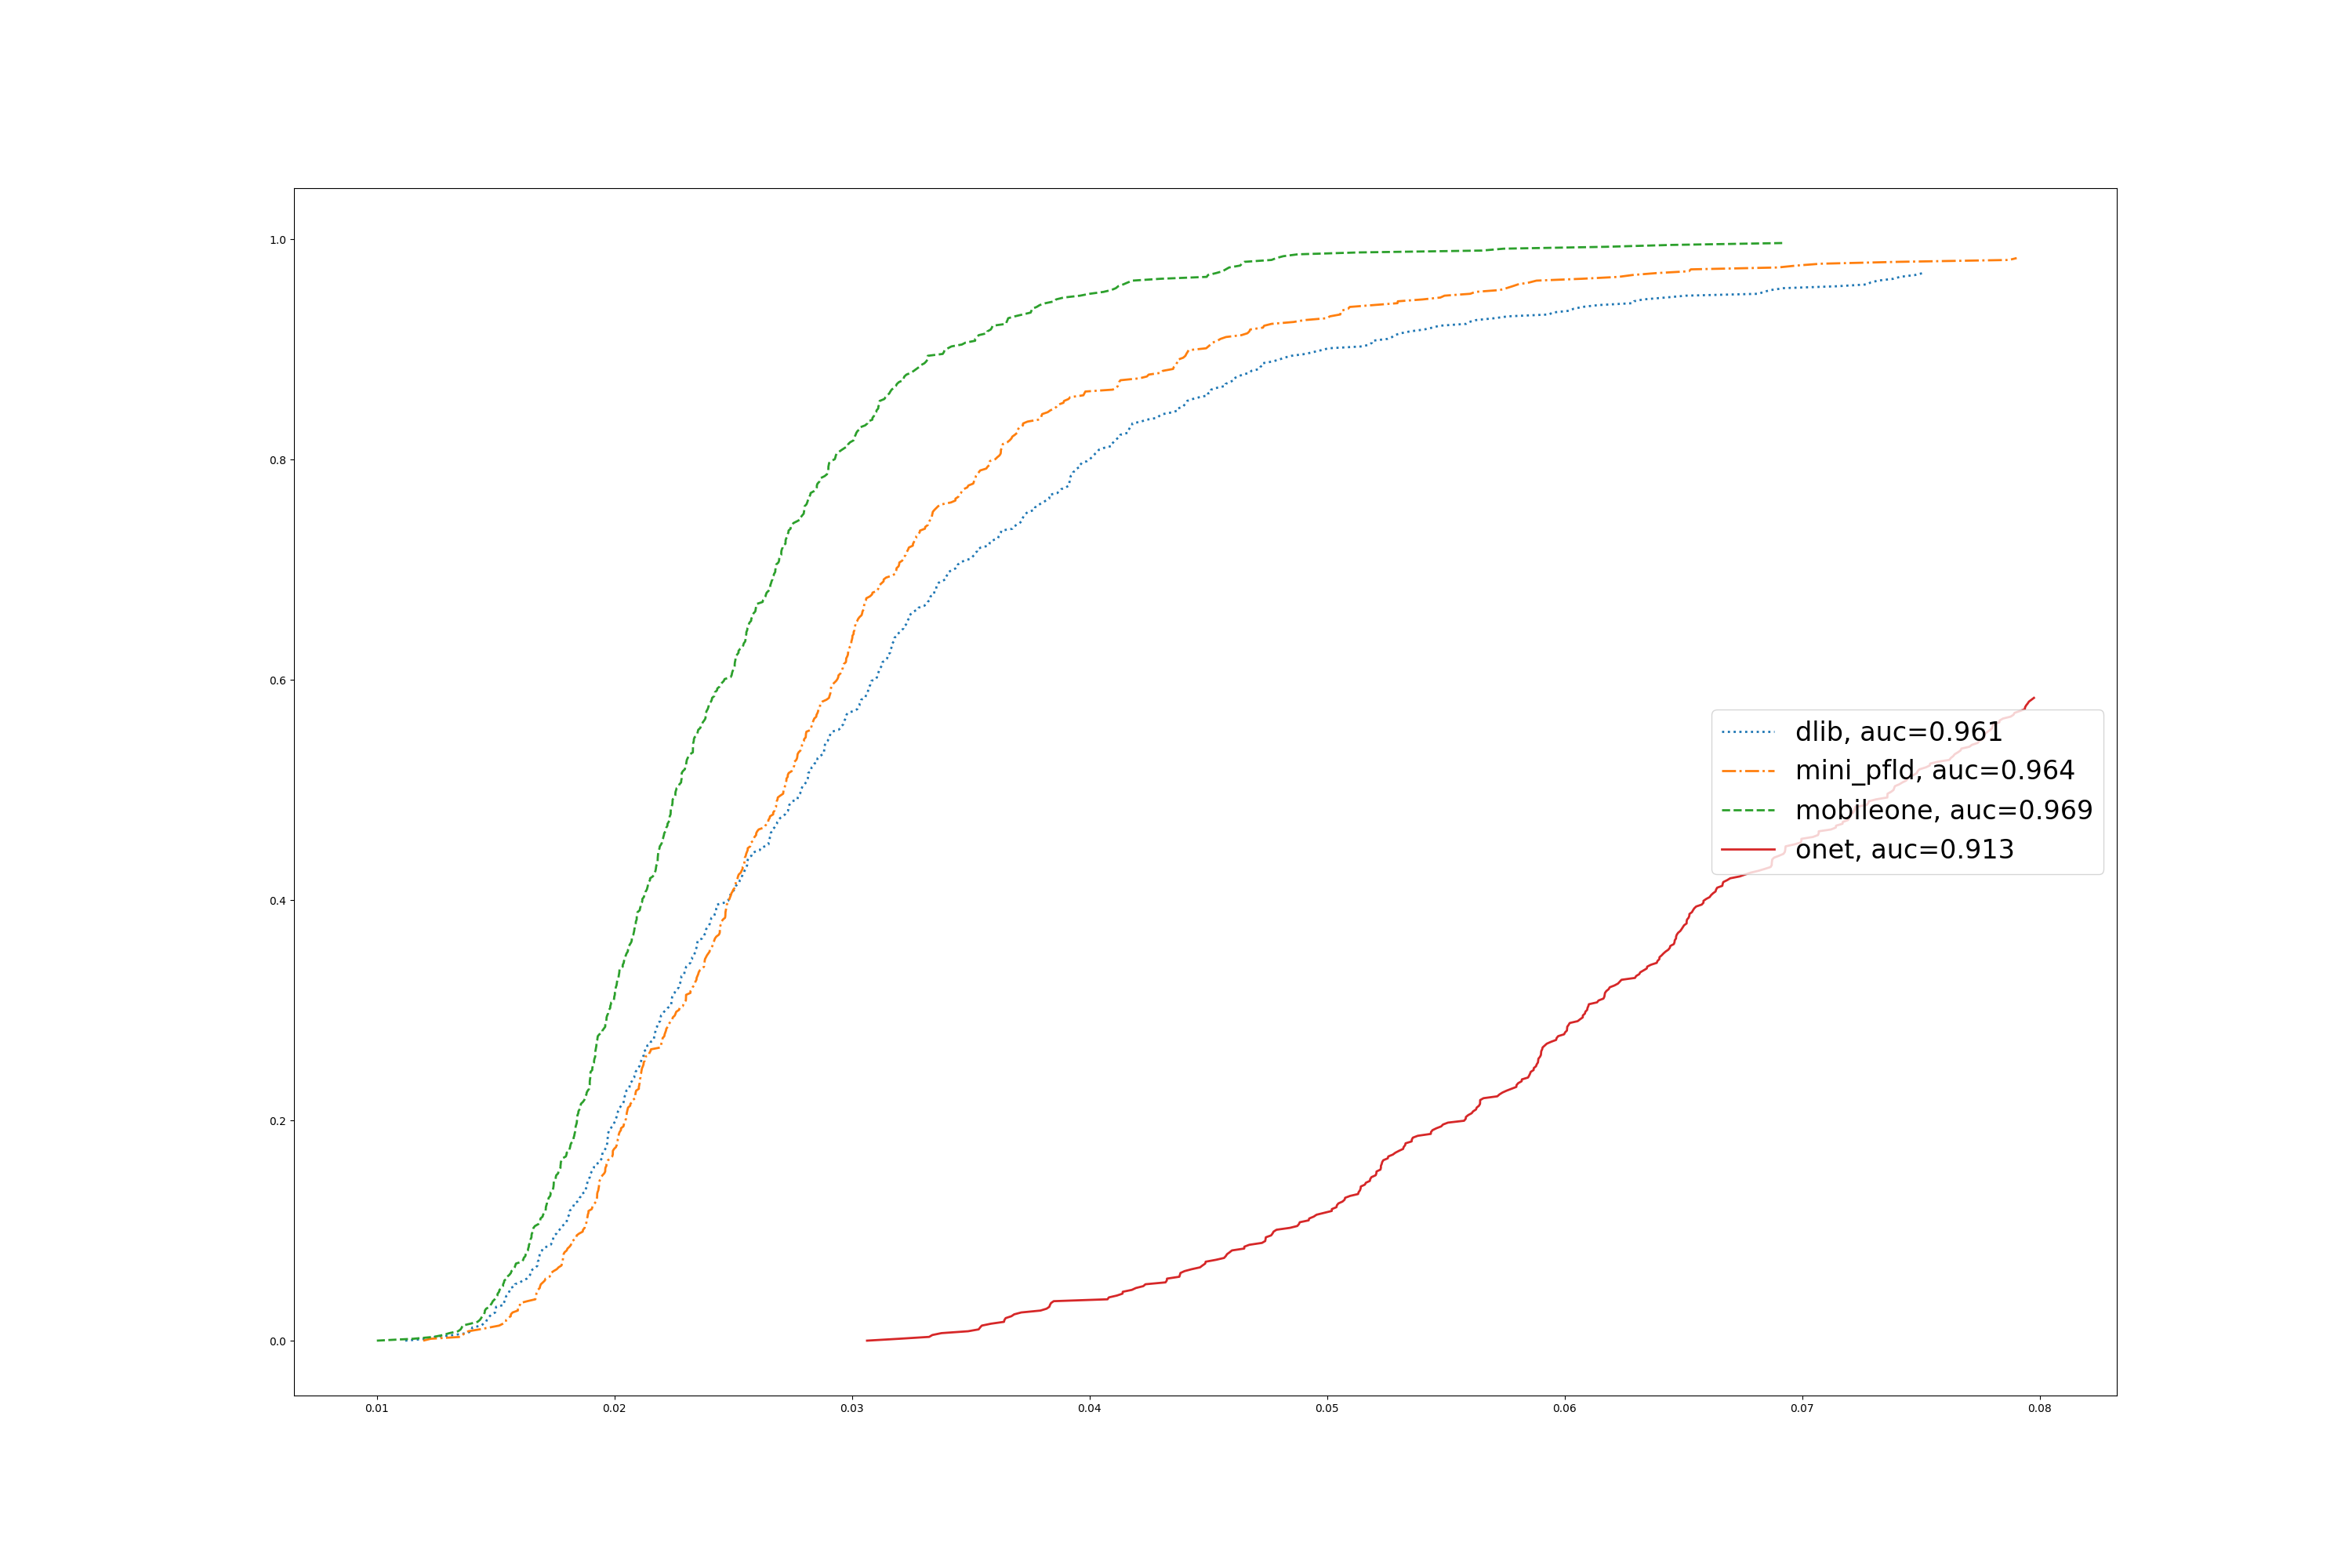 1.0
0.8
0.6
0.4
0.2
0.0
dlib, auc=0.961
mini_pfld, auc=0.964
mobileone, auc=0.969
onet, auc=0.913
0.01 0.02 0.03 0.04 0.05 0.06 0.07 0.08